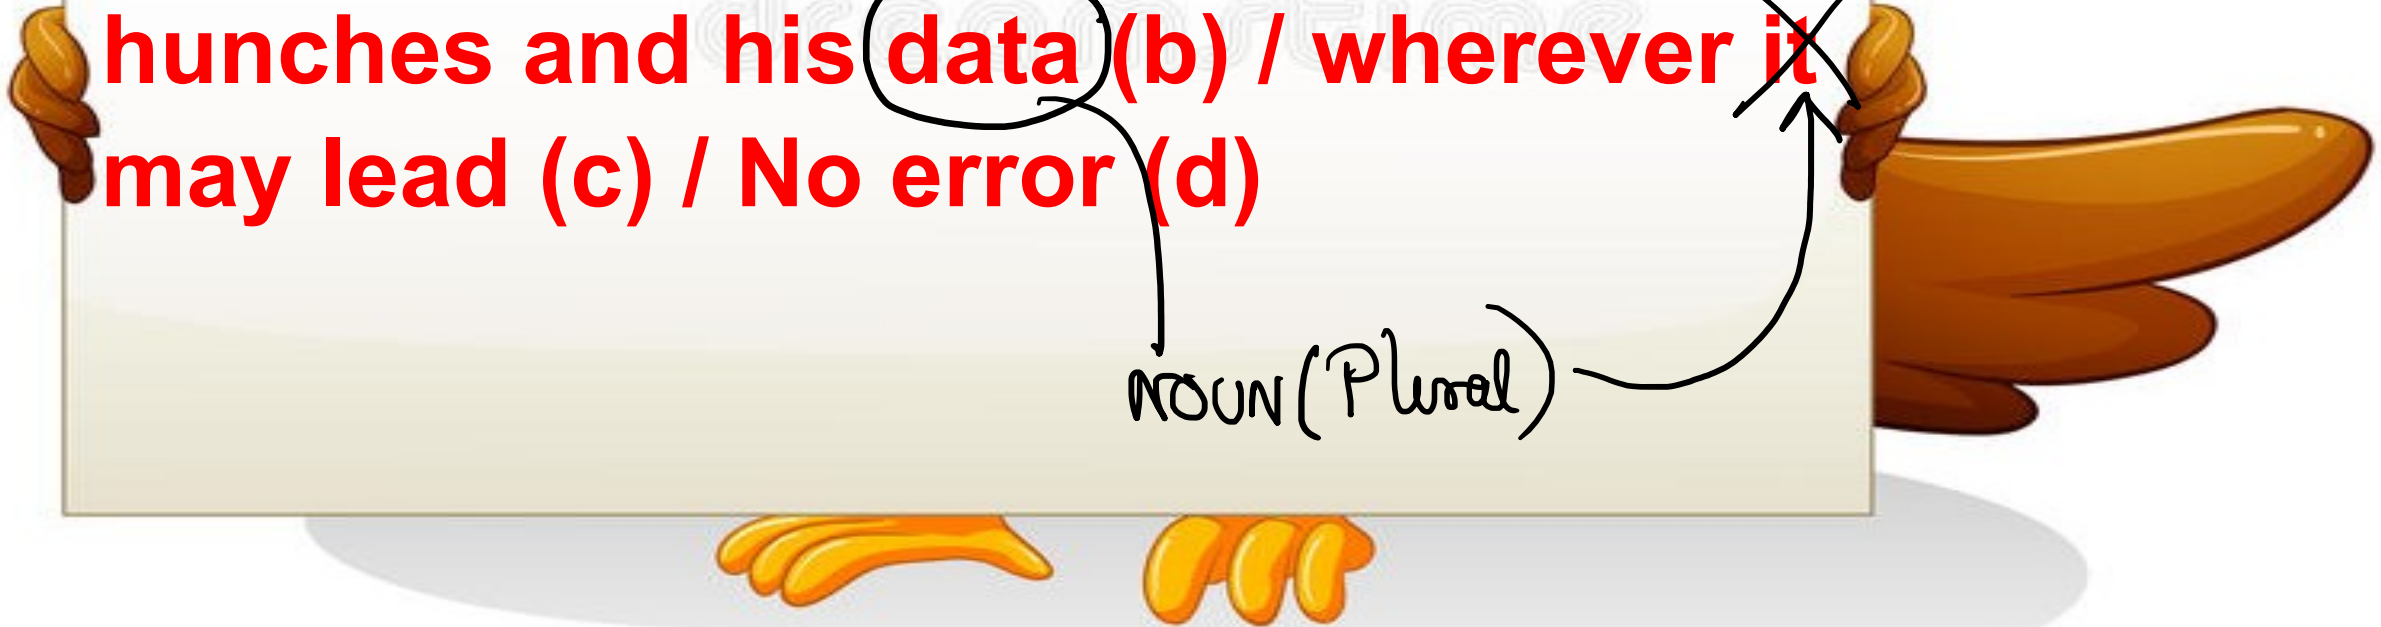 hunches and his data (b) / wherever it
may lead (c) / No error (d)
NOUN (Plural)